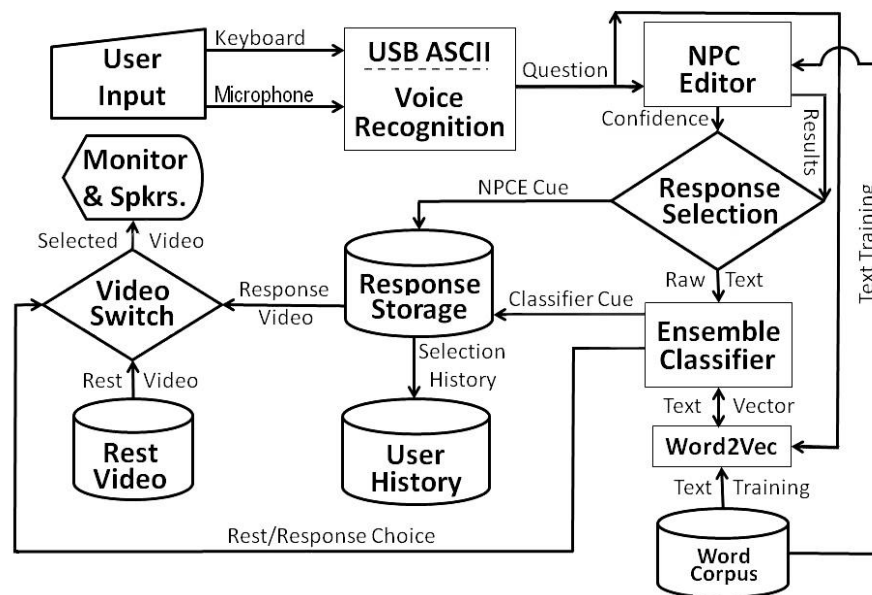 Keyboard
User
Input
Microphone
USB ASCII
Voice
Recognition
Question
NPC
Editor
Confidence
Results
Text Training
Monitor
& Spkrs.
NPCE Cue
Response
Selection
Selected Video
Raw Text
Video
Switch
Response
Video
Response
Storage
Classifier Cue
Ensemble
Classifier
Selection
History
Rest Video
Text Vector
Rest
Video
User
History
Word2Vec
Text Training
Rest/Response Choice
Word
Corpus